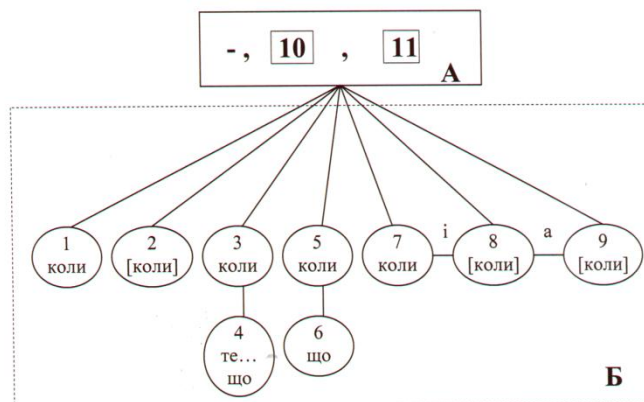 -, 10 , 11
А
1
коли
2
[коли]
3
коли
5
коли
7
коли
і
8
[коли]
а
9
[коли]
4
те...
що
6
що
Б